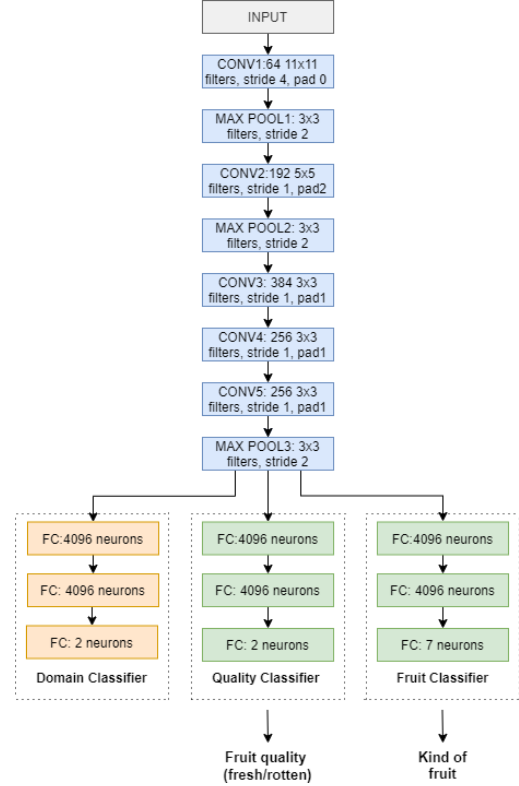 INPUT
CONV1:64 11x11
filters, stride 4, pad 0
MAX POOL1: 3x3
filters, stride 2
CONV2:192 5x5
filters, stride 1, pad2
MAX POOL2: 3x3
filters, stride 2
CONV3: 384 3x3
filters, stride 1, pad1
CONV4: 256 3x3
filters, stride 1, pad1
CONV5: 256 3x3
filters, stride 1, pad1
MAX POOL3: 3x3
filters, stride 2
FC:4096 neurons
FC: 4096 neurons
FC: 2 neurons
Domain Classifier
FC:4096 neurons
FC: 4096 neurons
FC: 2 neurons
Quality Classifier
Fruit quality
(fresh/rotten)
FC:4096 neurons
FC: 4096 neurons
FC: 7 neurons
Fruit Classifier
Kind of
fruit